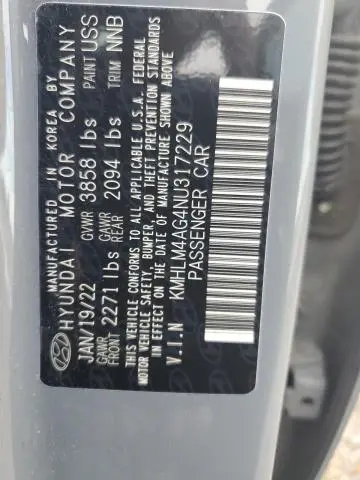 MANUFACTURED IN KOREA BY
HYUNDAI MOTOR COMPANY
JAN/19/22 GVWR 3858 lbs PAINT USS
GAWR FRONT 2271 lbs GAWR REAR 2094 lbs TRIM NNB
THIS VEHICLE CONFORMS TO ALL APPLICABLE U.S.A. FEDERAL
MOTOR VEHICLE SAFETY, BUMPER, AND THEFT PREVENTION STANDARDS
IN EFFECT ON THE DATE OF MANUFACTURE SHOWN ABOVE
V.I.N KMHLM4AG4NU317229
PASSENGER CAR